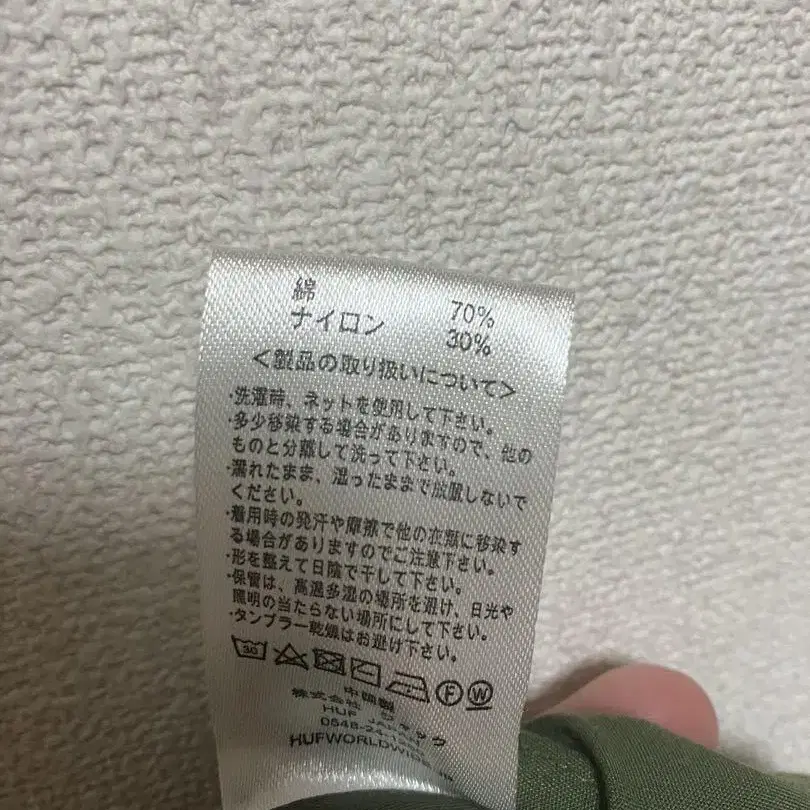 綿 70%
ナイロン 30%
<製品の取り扱いについて>
・洗濯時、ネットを使用して下さい。
・多少移染する場合がありますので、他の
ものと分離して洗って下さい。
・濡れたまま、湿ったままで放置しないで
ください。
・着用時の発汗や摩擦で他の衣類に移染す
る場合がありますのでご注意下さい。
・形を整えて日陰で干して下さい。
・保管は、高温多湿の場所を避け、日光や
照明の当たらない場所にして下さい。
・タンブラー乾燥はお避け下さい。
30 F W
中国製
株式会社
HUF JAPAN
0548-24-
HUFWORLDWIDE